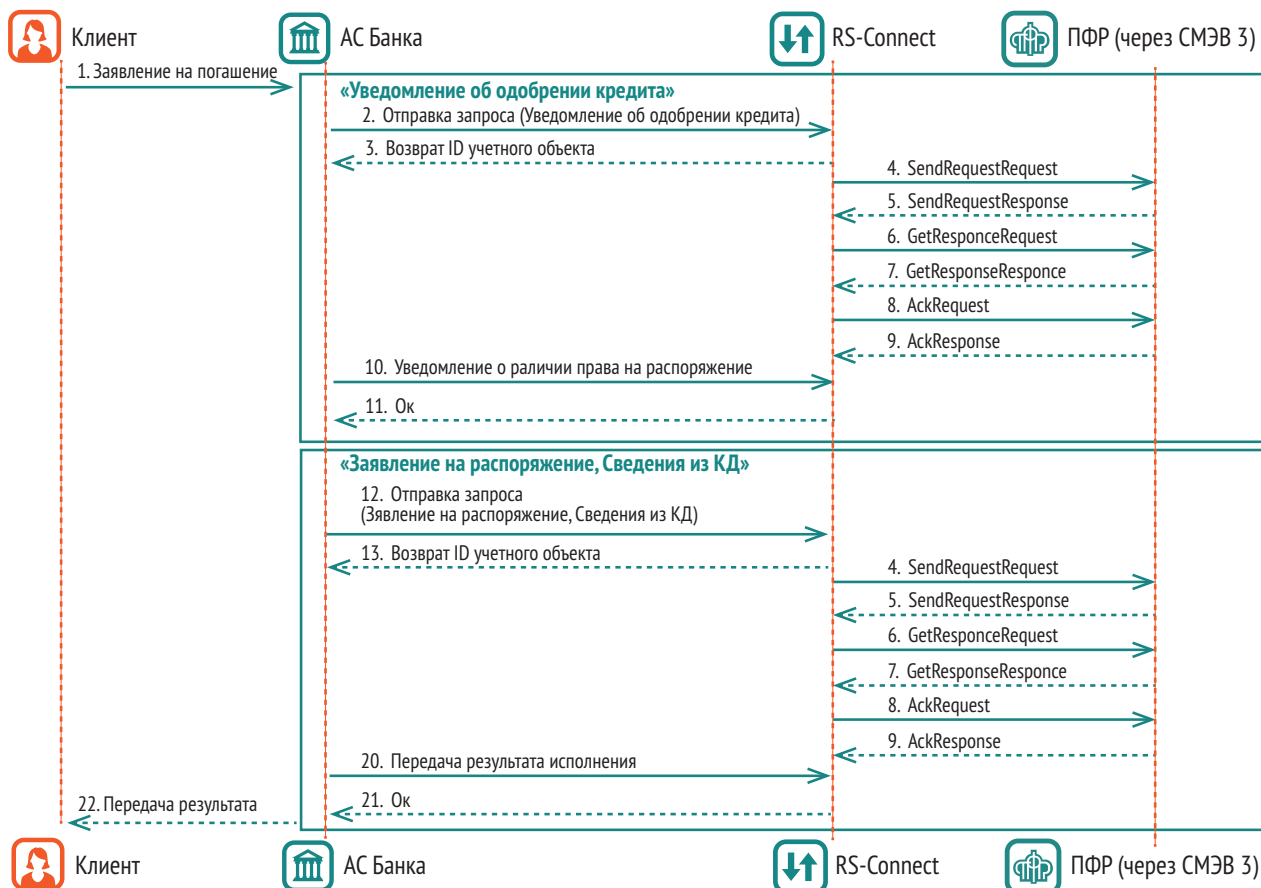 Клиент
АС Банка
RS-Connect
ПФР (через СМЭВ 3)
1. Заявление на погашение
«Уведомление об одобрении кредита»
2. Отправка запроса (Уведомление об одобрении кредита)
3. Возврат ID учетного объекта
4. SendRequestRequest
5. SendRequestResponse
6. GetResponceRequest
7. GetResponseResponce
8. AckRequest
9. AckResponse
10. Уведомление о раличии права на распоряжение
11. Ок
«Заявление на распоряжение, Сведения из КД»
12. Отправка запроса
(Зявление на распоряжение, Сведения из КД)
13. Возврат ID учетного объекта
4. SendRequestRequest
5. SendRequestResponse
6. GetResponceRequest
7. GetResponseResponce
8. AckRequest
9. AckResponse
20. Передача результата исполнения
21. Ок
22. Передача результата
Клиент
АС Банка
RS-Connect
ПФР (через СМЭВ 3)